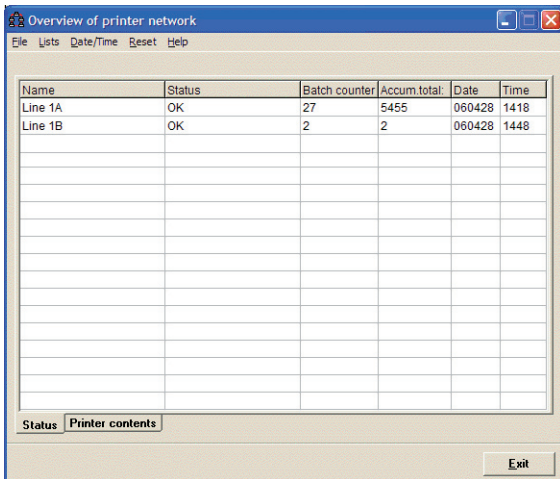 Overview of printer network
File Lists Date/Time Reset Help
Name Status Batch counter Accum.total: Date Time
Line 1A OK 27 5455 060428 1418
Line 1B OK 2 2 060428 1448
Status Printer contents
Exit